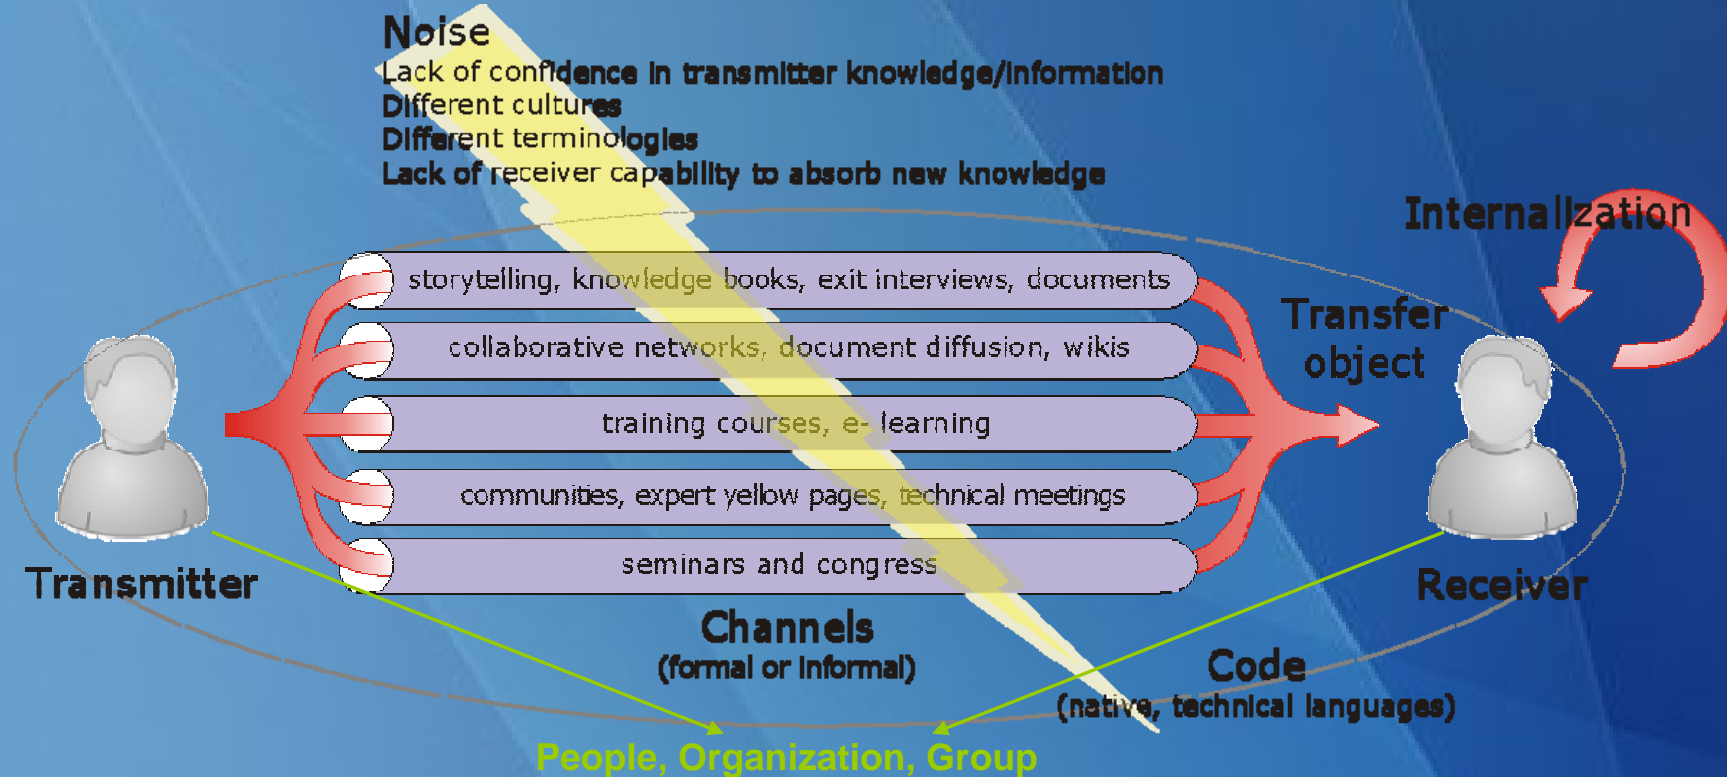 Noise
Lack of confidence in transmitter knowledge/information
Different cultures
Different terminologies
Lack of receiver capability to absorb new knowledge
Internalization
storytelling, knowledge books, exit interviews, documents
Transfer
object
collaborative networks, document diffusion, wikis
training courses, e- learning
communities, expert yellow pages, technical meetings
seminars and congress
Transmitter
Receiver
Channels
(formal or informal)
Code
(native, technical languages)
People, Organization, Group